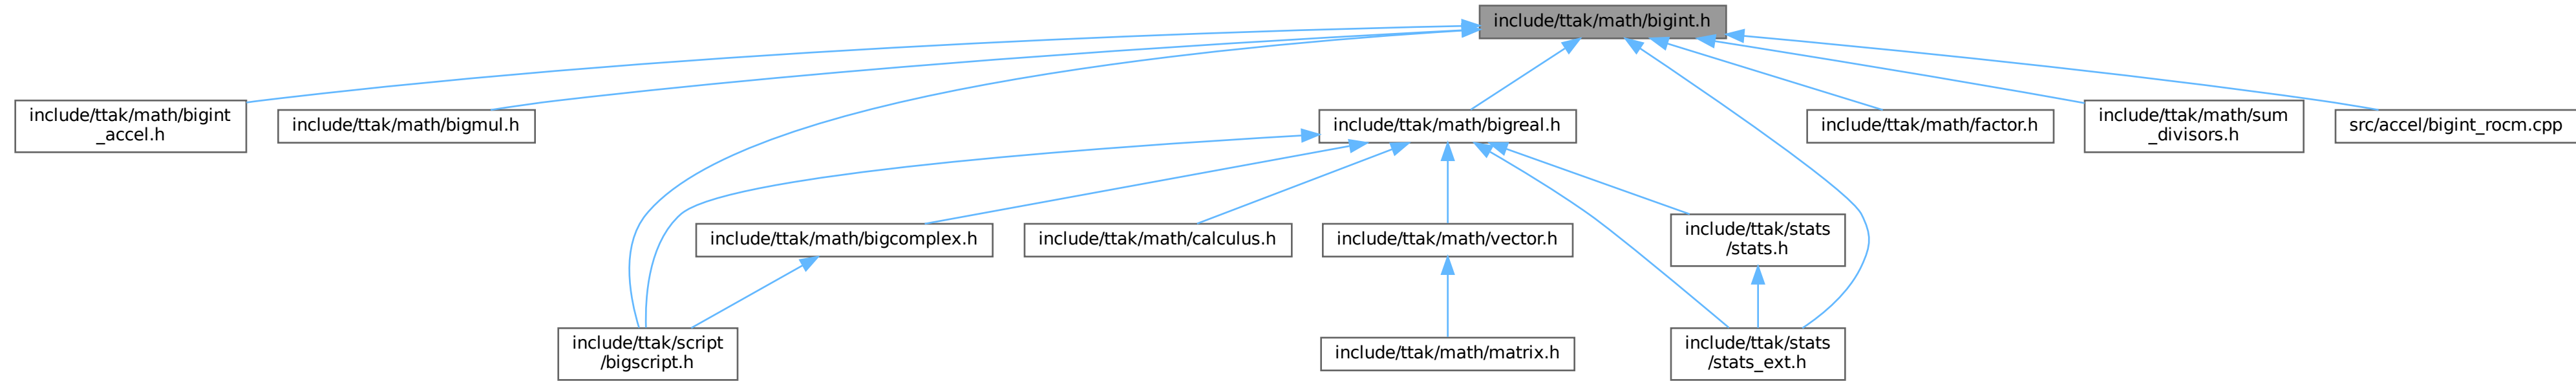 include/ttak/math/bigint.h
include/ttak/math/bigint
_accel.h
include/ttak/math/bigmul.h
include/ttak/math/bigreal.h
include/ttak/math/factor.h
include/ttak/math/sum
_divisors.h
src/accel/bigint_rocm.cpp
include/ttak/math/bigcomplex.h
include/ttak/math/calculus.h
include/ttak/math/vector.h
include/ttak/stats
/stats.h
include/ttak/script
/bigscript.h
include/ttak/math/matrix.h
include/ttak/stats
/stats_ext.h